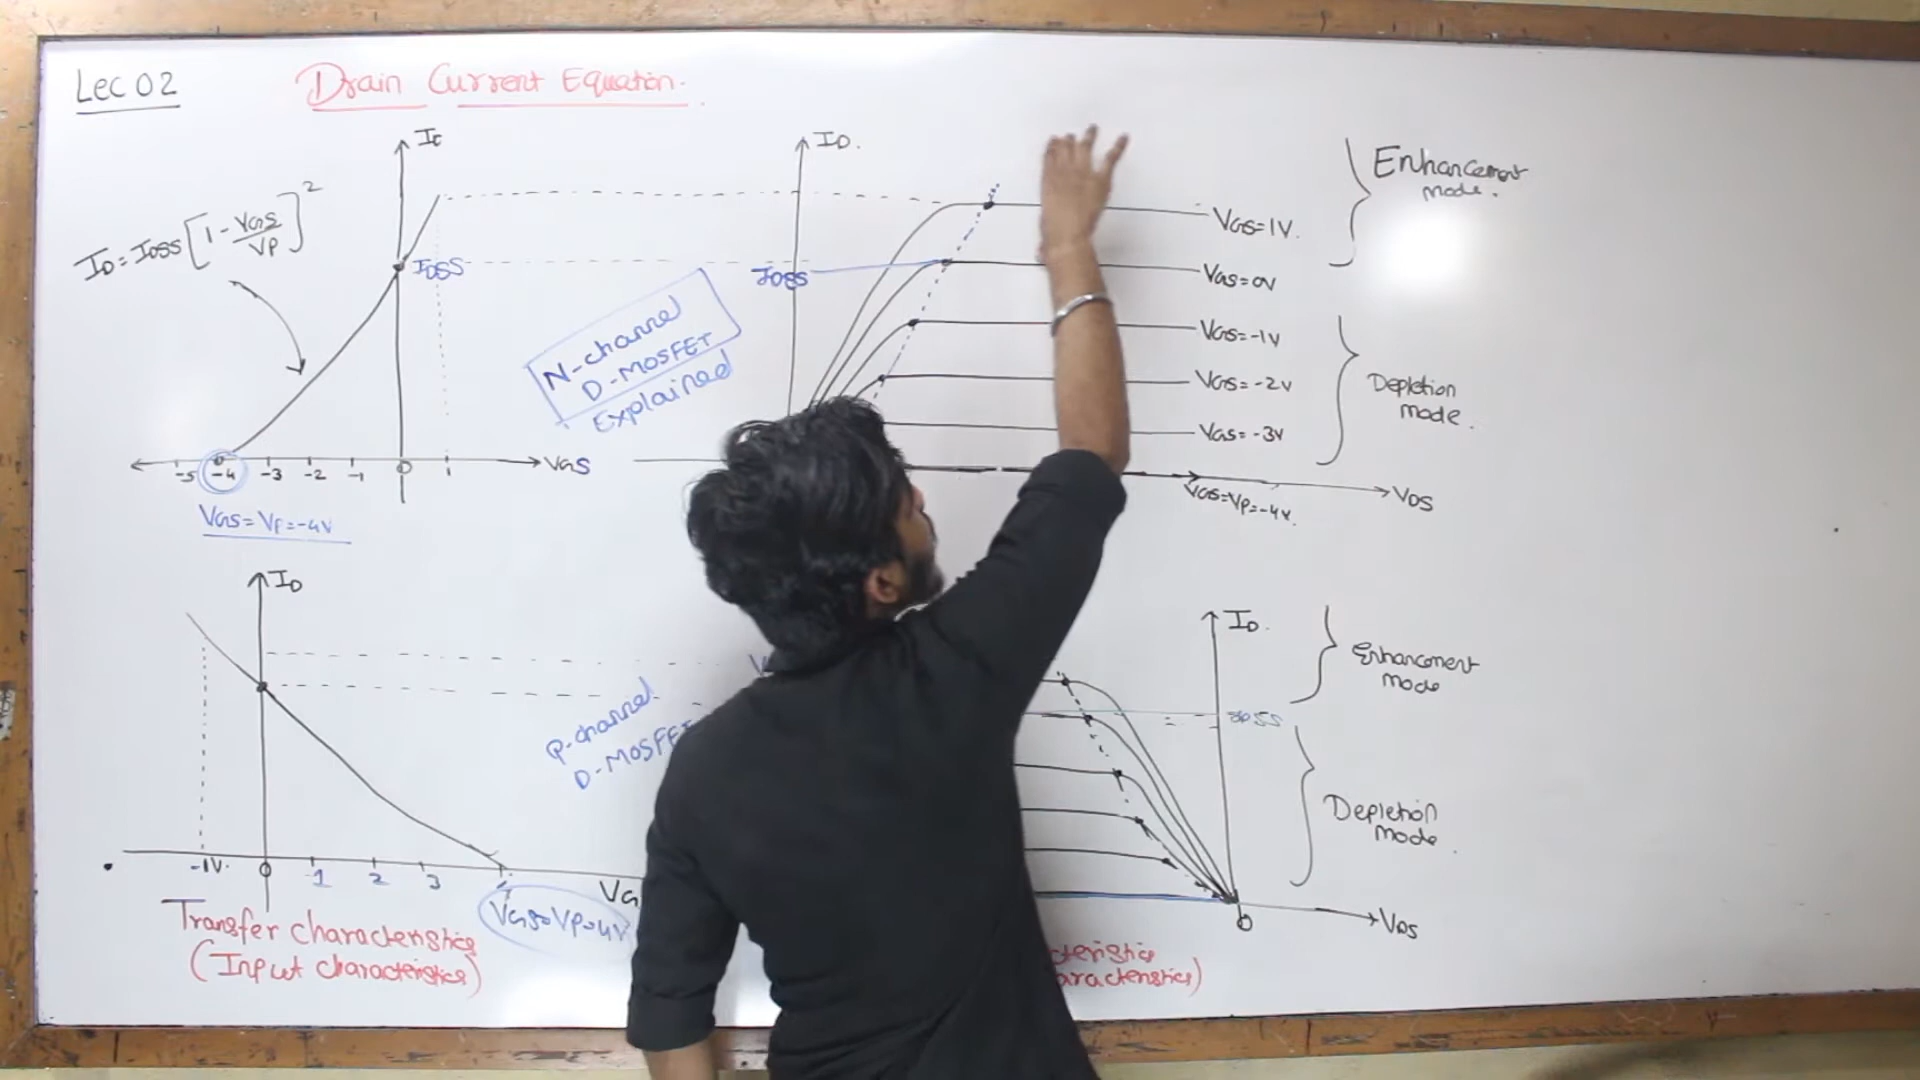 Lec 02
Drain Current Equation.
ID = IDSS [1 - VGS/VP]²
ID
IDSS
-5 -4 -3 -2 -1 0 1
VGS
VGS = VP = -4V
N-channel
D-MOSFET
Explained
ID.
IDSS
VGS=1V.
VGS=0V
VGS=-1V
VGS=-2V
VGS=-3V
VGS=VP=-4V.
VDS
Enhancement
mode.
Depletion
mode.
ID
-1V. 0 1 2 3
VG
VGS=VP=4V
P-channel
D-MOSFET
Transfer characteristics
(Input characteristics)
ID.
IDSS
0
VDS
Enhancement
mode
Depletion
mode.
cteristics
aracteristics)